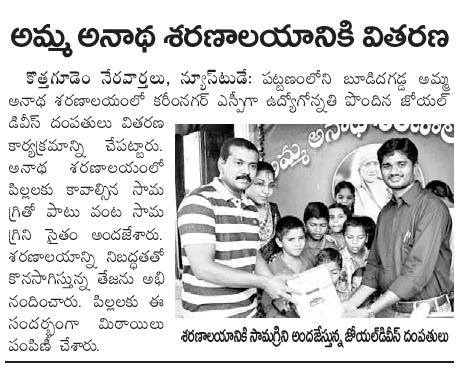 అమ్మ అనాథ శరణాలయానికి వితరణ
కొత్తగూడెం నేరవార్తలు, న్యూస్‌టుడే: పట్టణంలోని బూడిదగడ్డ అమ్మ
అనాథ శరణాలయంలో కరీంనగర్ ఎస్పీగా ఉద్యోగోన్నతి పొందిన జోయల్
డేవిస్ దంపతులు వితరణ
కార్యక్రమాన్ని చేపట్టారు.
అనాథ శరణాలయంలో
పిల్లలకు కావాల్సిన సామ
గ్రితో పాటు వంట సామ
గ్రిని సైతం అందజేశారు.
శరణాలయాన్ని నిబద్ధతతో
కొనసాగిస్తున్న తేజను అభి
నందించారు. పిల్లలకు ఈ
సందర్భంగా మిఠాయిలు
పంపిణీ చేశారు.
అమ్మ అనాథ
శరణాలయానికి సామగ్రిని అందజేస్తున్న జోయల్‌డేవిస్ దంపతులు